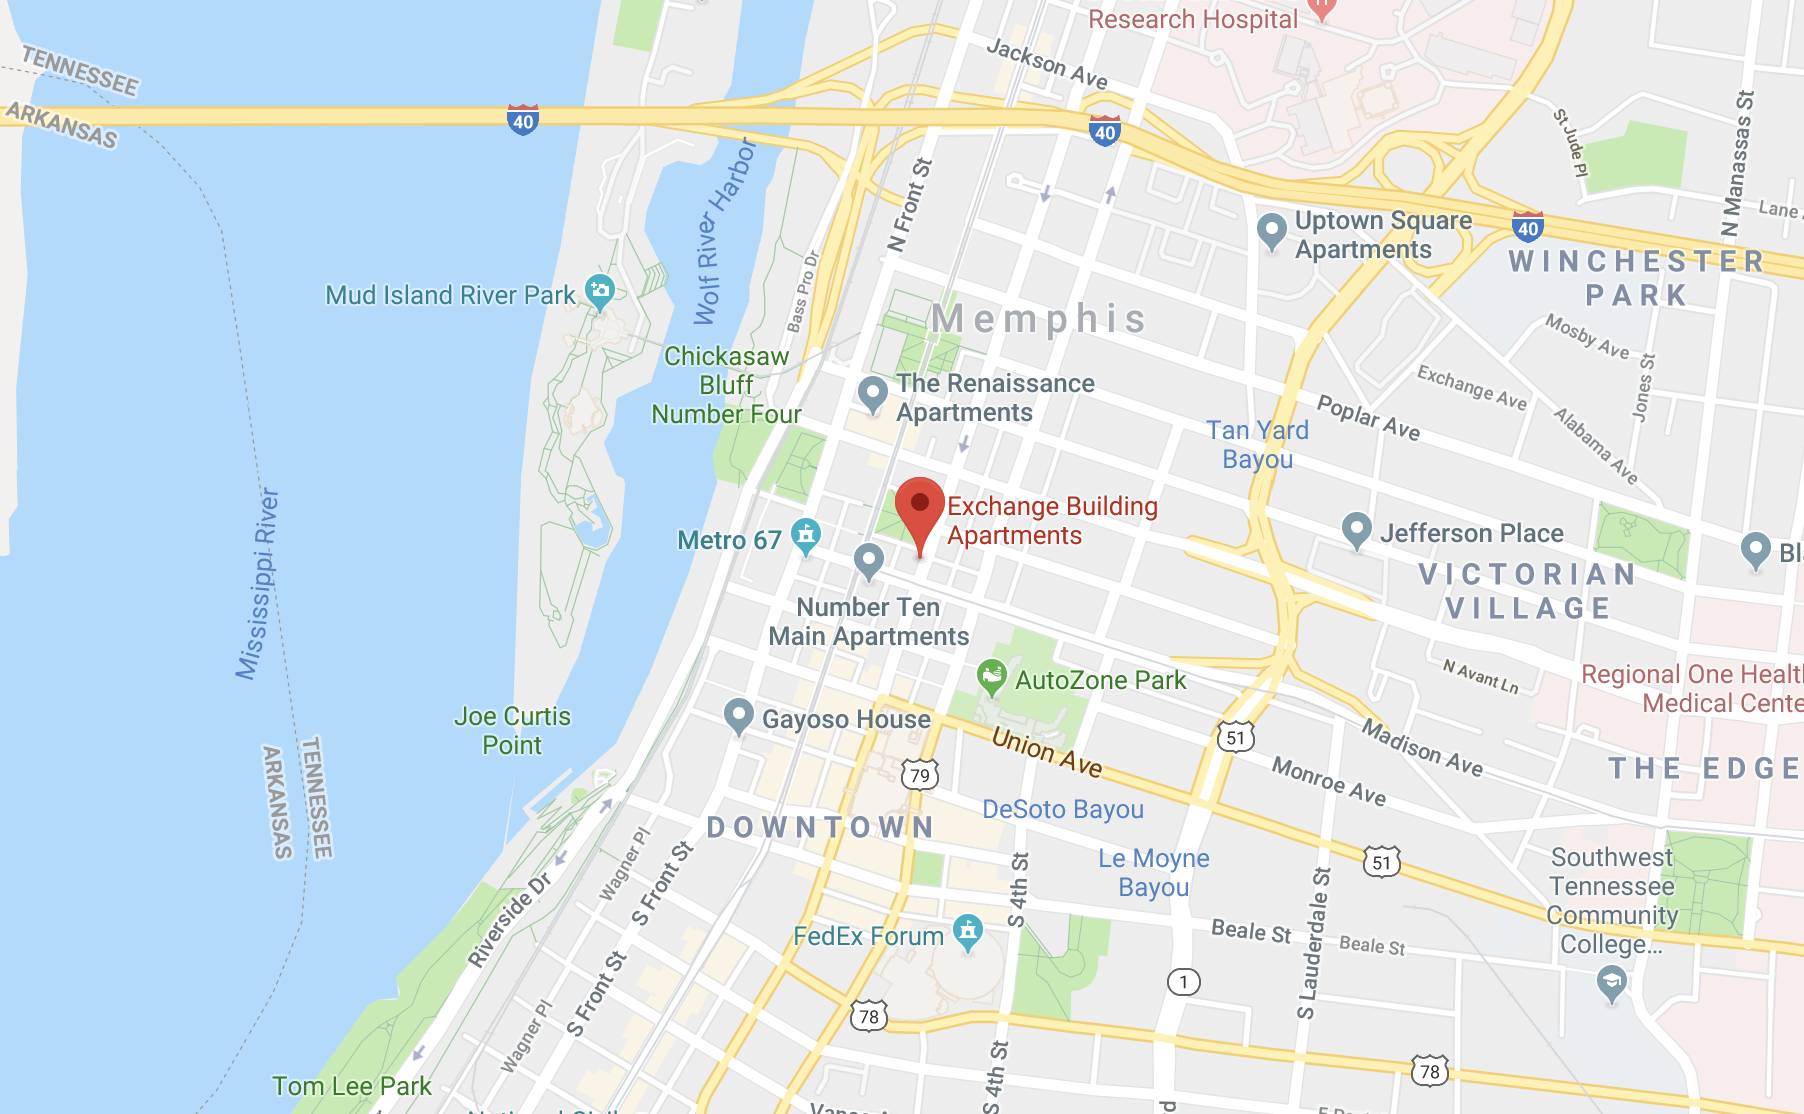 Research Hospital
Jackson Ave
TENNESSEE
ARKANSAS
40
40
St Jude Pl
N Manassas St
Wolf River Harbor
N Front St
Lane
Uptown Square
Apartments
40
WINCHESTER
PARK
Mud Island River Park
Bass Pro Dr
Memphis
Mosby Ave
Chickasaw
Bluff
Number Four
The Renaissance
Apartments
Exchange Ave
Jones St
Poplar Ave
Alabama Ave
Tan Yard
Bayou
Mississippi River
Exchange Building
Apartments
Metro 67
Jefferson Place
VICTORIAN
VILLAGE
Number Ten
Main Apartments
AutoZone Park
N Avant Ln
Regional One Healt
Medical Cente
Joe Curtis
Point
Gayoso House
Union Ave
51
Madison Ave
TENNESSEE
ARKANSAS
79
Monroe Ave
THE EDGE
DOWNTOWN
DeSoto Bayou
Wagner Pl
S Front St
Le Moyne
Bayou
51
Southwest
Tennessee
Community
College...
S 4th St
Riverside Dr
FedEx Forum
Beale St
Beale St
S Lauderdale St
S Front St
1
78
Wagner Pl
78
S 4th St
Tom Lee Park